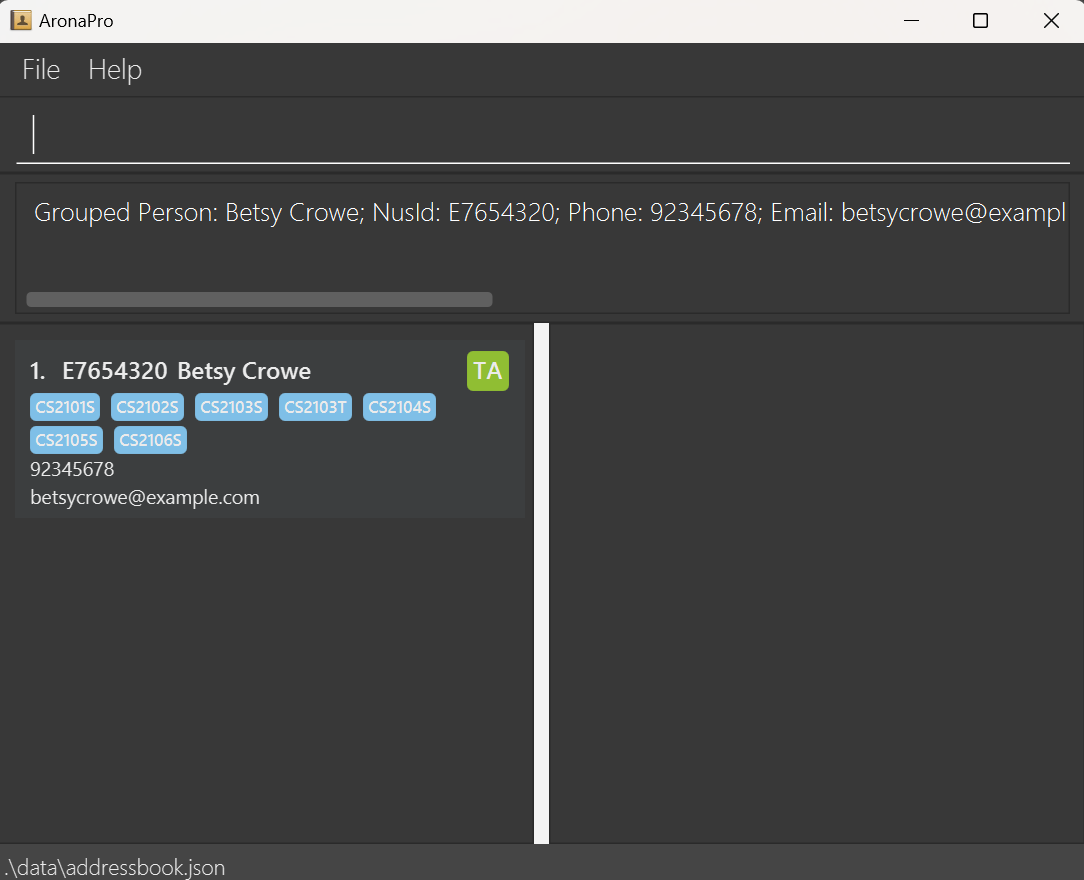 AronaPro
File Help
Grouped Person: Betsy Crowe; NusId: E7654320; Phone: 92345678; Email: betsycrowe@exampl
1. E7654320 Betsy Crowe TA
CS2101S CS2102S CS2103S CS2103T CS2104S
CS2105S CS2106S
92345678
betsycrowe@example.com
.\data\addressbook.json